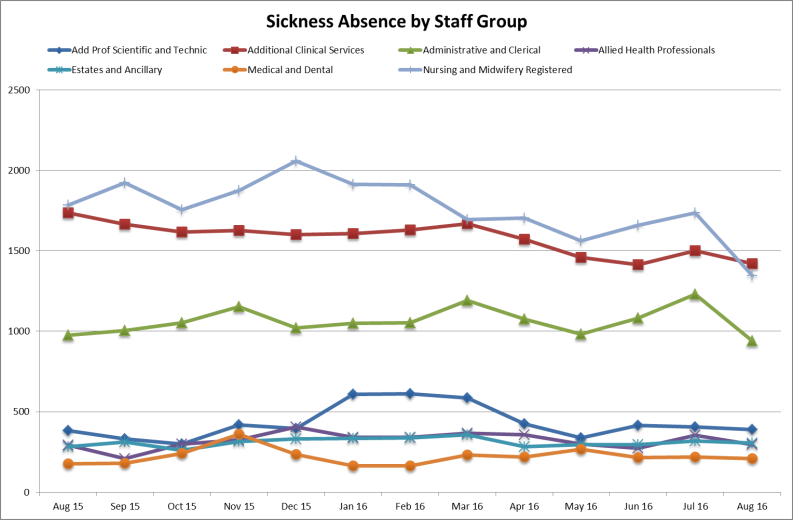 Sickness Absence by Staff Group
Add Prof Scientific and Technic Additional Clinical Services Administrative and Clerical Allied Health Professionals
Estates and Ancillary Medical and Dental Nursing and Midwifery Registered
2500
2000
1500
1000
500
0
Aug 15 Sep 15 Oct 15 Nov 15 Dec 15 Jan 16 Feb 16 Mar 16 Apr 16 May 16 Jun 16 Jul 16 Aug 16